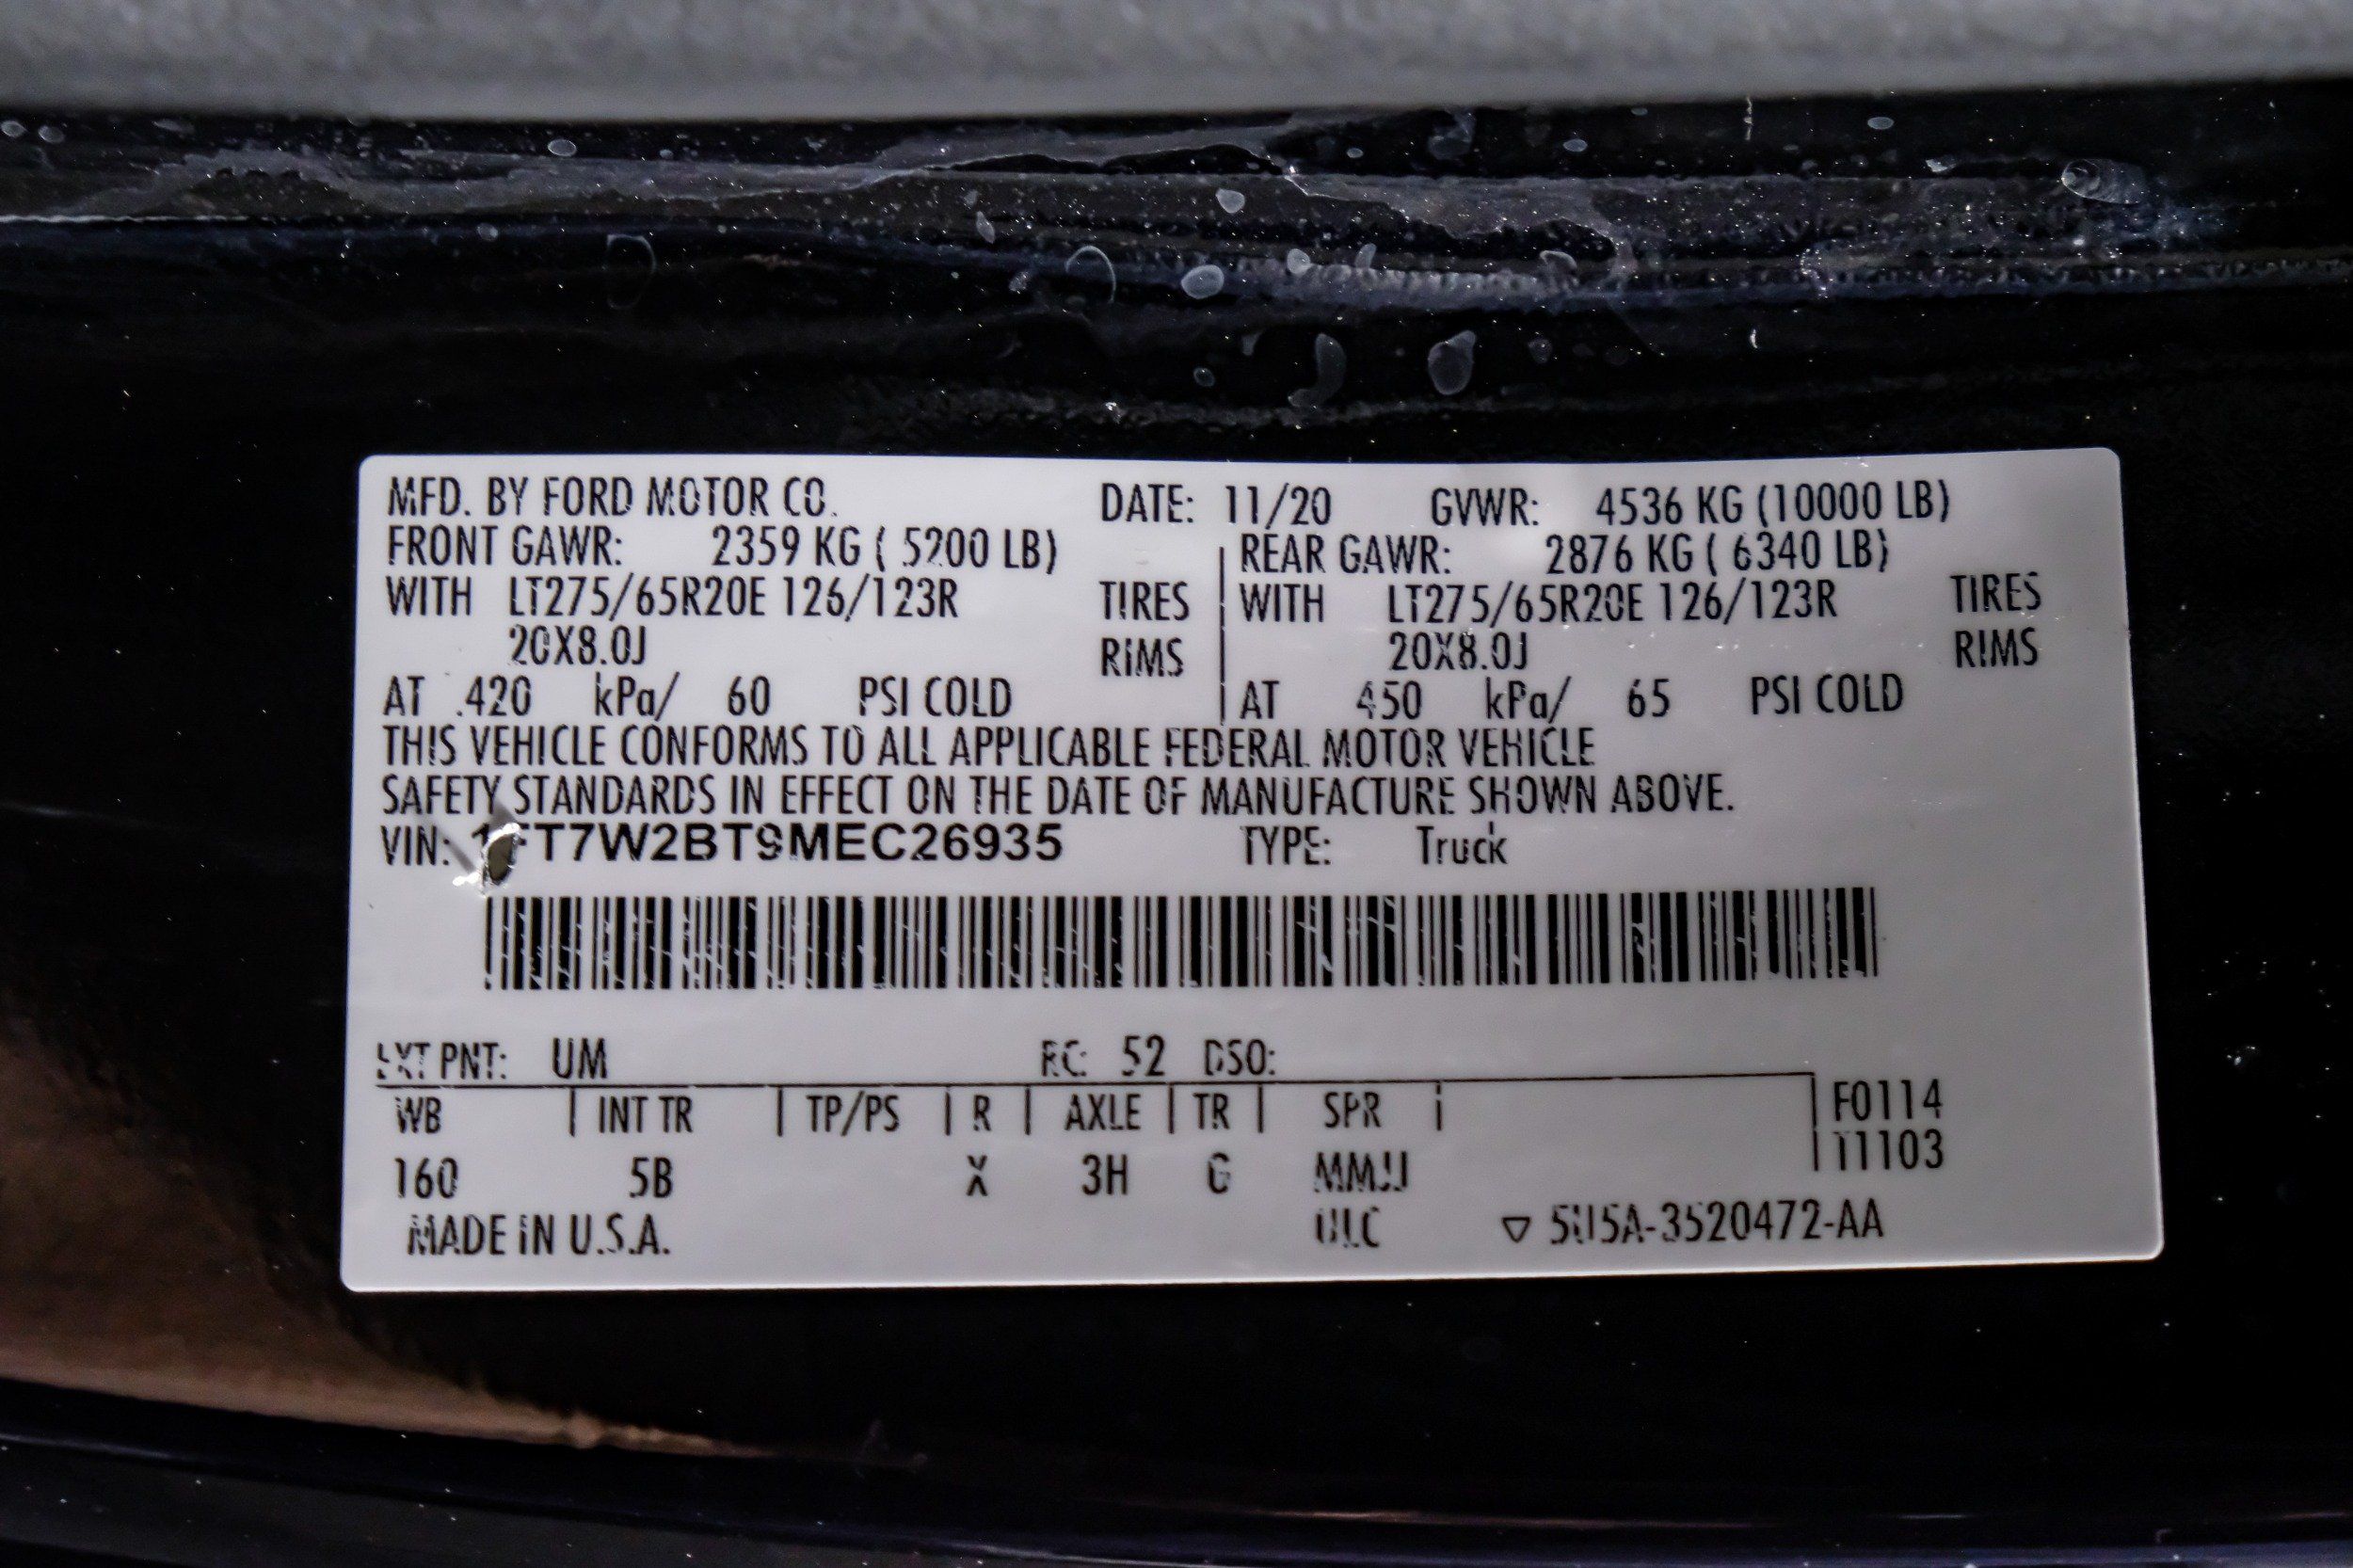 MFD. BY FORD MOTOR CO. DATE: 11/20 GVWR: 4536 KG (10000 LB)
FRONT GAWR: 2359 KG ( 5200 LB) REAR GAWR: 2876 KG ( 6340 LB)
WITH LT275/65R20E 126/123R TIRES WITH LT275/65R20E 126/123R TIRES
20X8.0J RIMS 20X8.0J RIMS
AT 420 kPa/ 60 PSI COLD AT 450 kPa/ 65 PSI COLD
THIS VEHICLE CONFORMS TO ALL APPLICABLE FEDERAL MOTOR VEHICLE
SAFETY STANDARDS IN EFFECT ON THE DATE OF MANUFACTURE SHOWN ABOVE.
VIN: 1FT7W2BT9MEC26935 TYPE: Truck
EXT PNT: UM RC: 52 DSO:
WB INT TR TP/PS R AXLE TR SPR F0114
160 5B X 3H G T1103
MADE IN U.S.A. ▽ 5U5A-3520472-AA